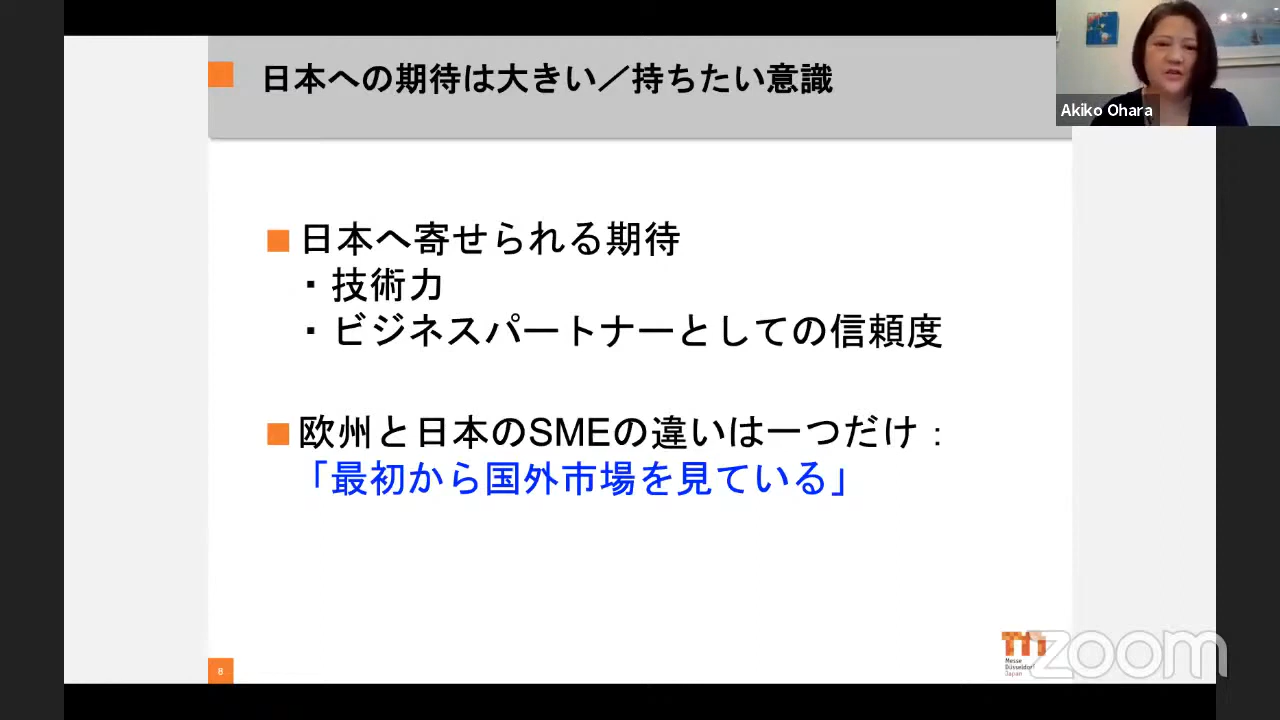 日本への期待は大きい／持ちたい意識
Akiko Ohara
■日本へ寄せられる期待
・技術力
・ビジネスパートナーとしての信頼度
■欧州と日本のSMEの違いは一つだけ：
「最初から国外市場を見ている」
8
Messe
Düsseldorf
Japan
zoom